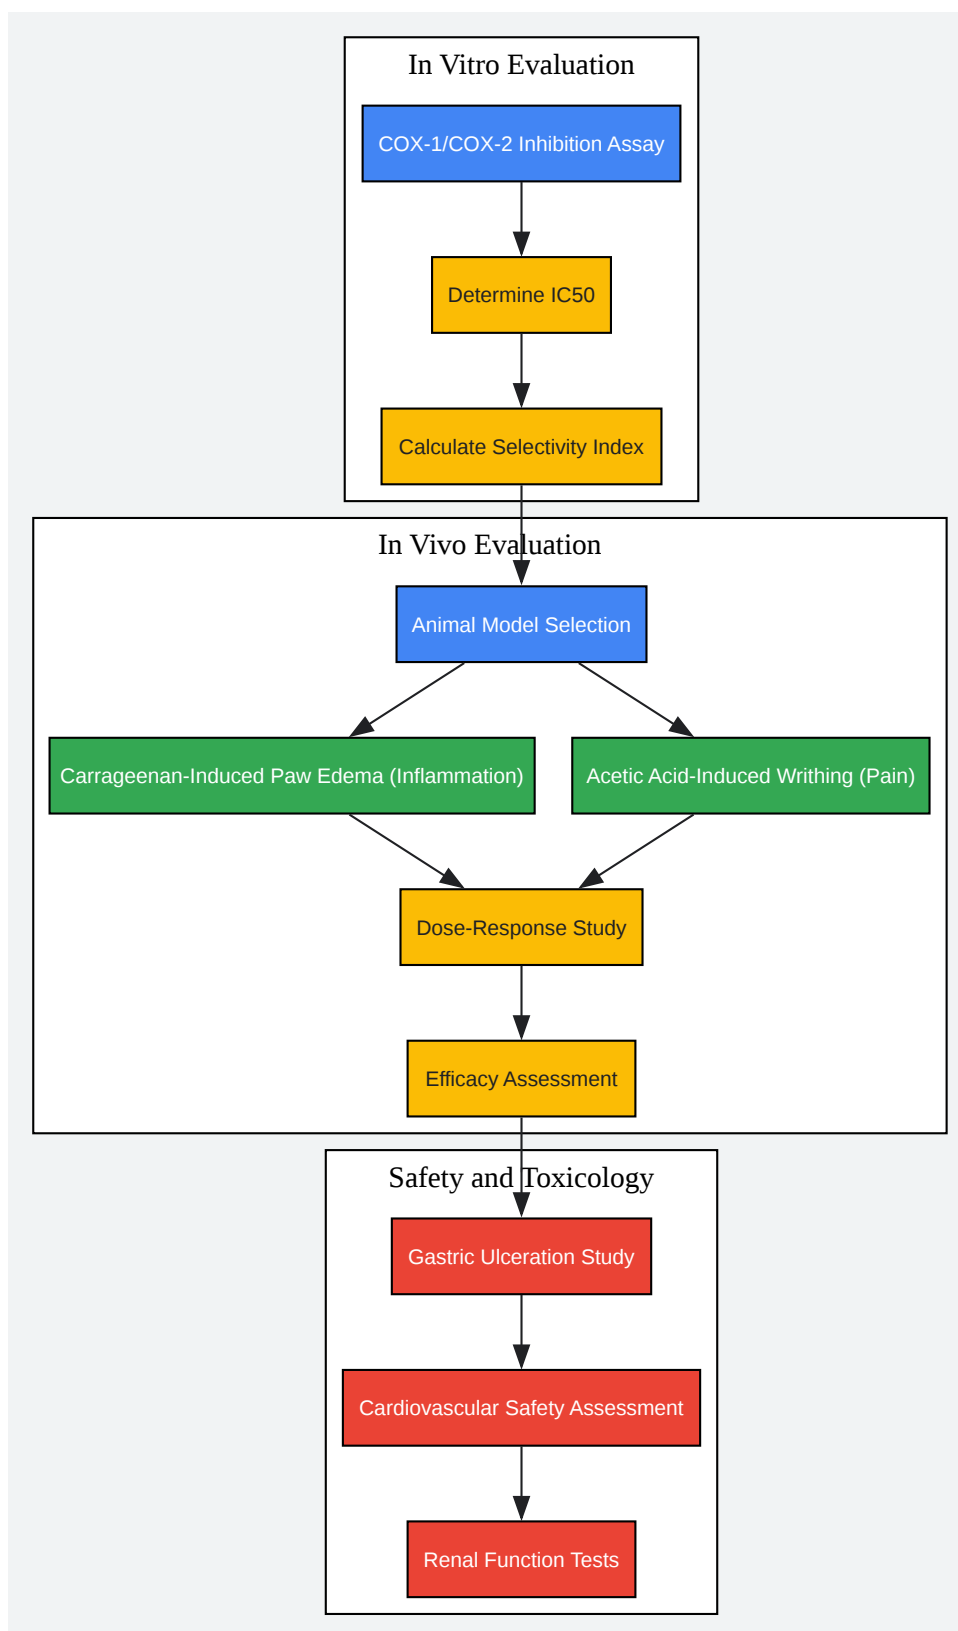 In Vitro Evaluation
COX-1/COX-2 Inhibition Assay
Determine IC50
Calculate Selectivity Index
In Vivo Evaluation
Animal Model Selection
Carrageenan-Induced Paw Edema (Inflammation)
Acetic Acid-Induced Writhing (Pain)
Dose-Response Study
Efficacy Assessment
Safety and Toxicology
Gastric Ulceration Study
Cardiovascular Safety Assessment
Renal Function Tests